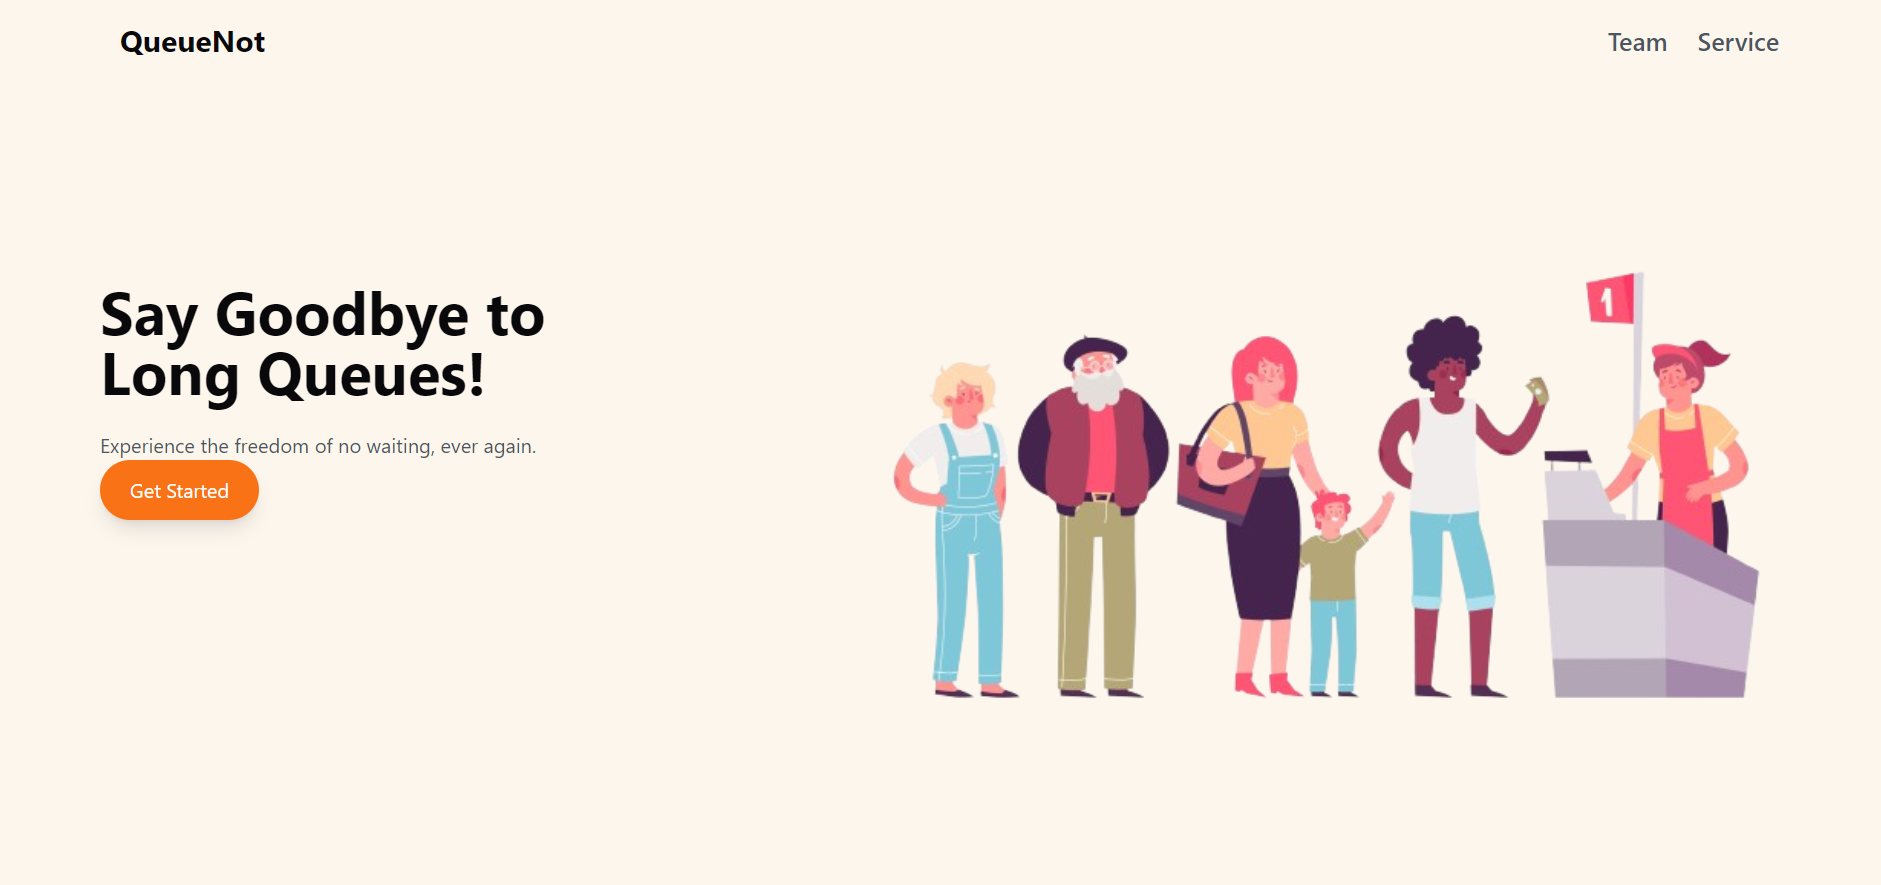 QueueNot
Team
Service
Say Goodbye to
Long Queues!
Experience the freedom of no waiting, ever again.
Get Started
1